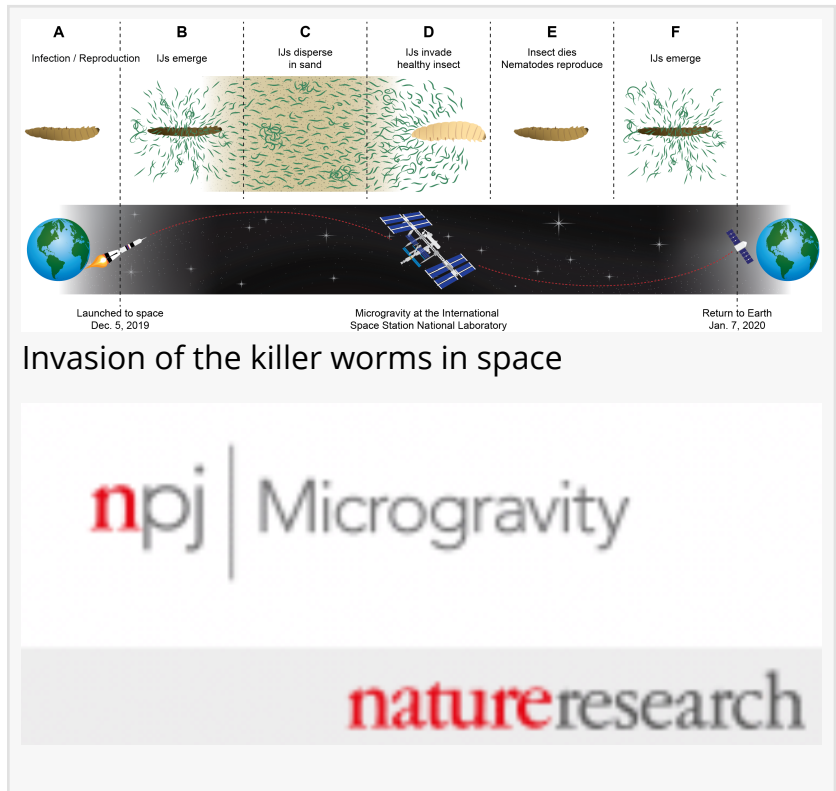 A B C D E F
Infection / Reproduction
IJs emerge
IJs disperse
in sand
IJs invade
healthy insect
Insect dies
Nematodes reproduce
IJs emerge
Launched to space
Dec. 5, 2019
Microgravity at the International
Space Station National Laboratory
Return to Earth
Jan. 7, 2020
Invasion of the killer worms in space
npj | Microgravity
natureresearch